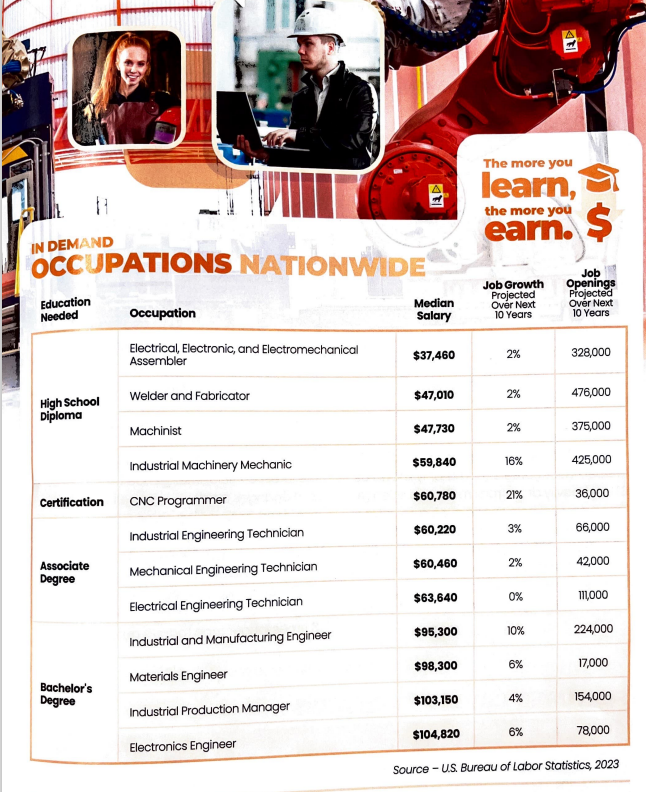 The more you
learn,
the more you
earn. $
IN DEMAND
OCCUPATIONS NATIONWIDE
Education Needed Occupation Median Salary Job Growth Projected Over Next 10 Years Job Openings Projected Over Next 10 Years
High School Diploma
Electrical, Electronic, and Electromechanical Assembler $37,460 2% 328,000
Welder and Fabricator $47,010 2% 476,000
Machinist $47,730 2% 375,000
Industrial Machinery Mechanic $59,840 16% 425,000
Certification CNC Programmer $60,780 21% 36,000
Associate Degree
Industrial Engineering Technician $60,220 3% 66,000
Mechanical Engineering Technician $60,460 2% 42,000
Electrical Engineering Technician $63,640 0% 111,000
Bachelor's Degree
Industrial and Manufacturing Engineer $95,300 10% 224,000
Materials Engineer $98,300 6% 17,000
Industrial Production Manager $103,150 4% 154,000
Electronics Engineer $104,820 6% 78,000
Source – U.S. Bureau of Labor Statistics, 2023